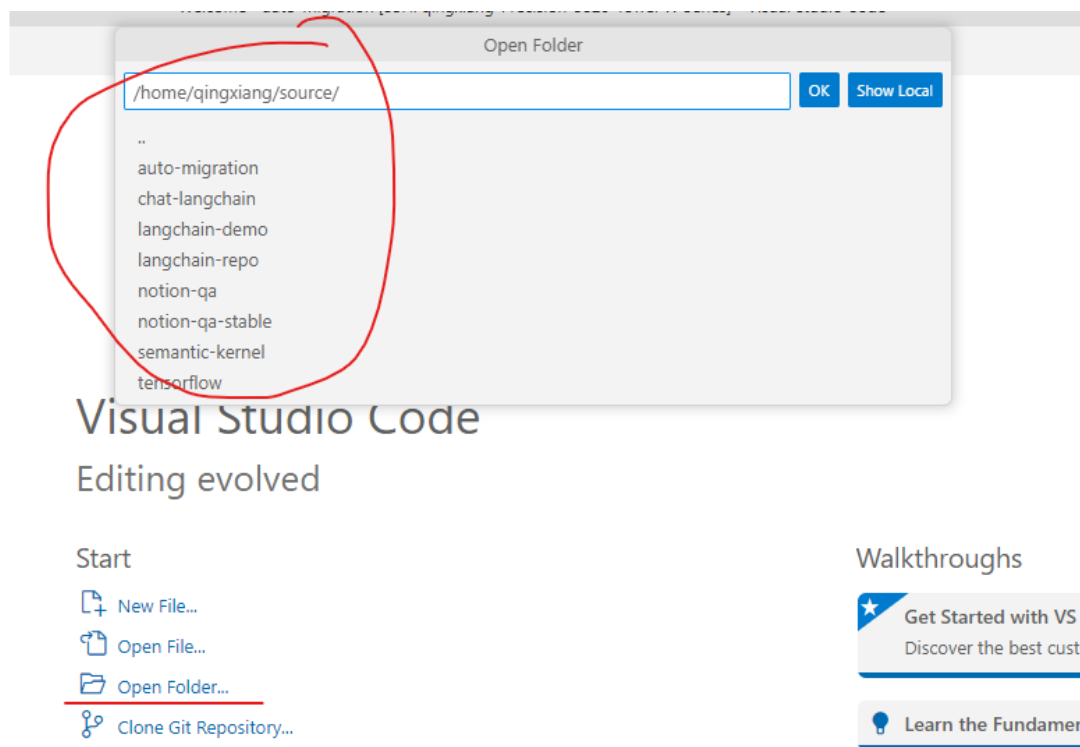 Open Folder
/home/qingxiang/source/
OK
Show Local
..
auto-migration
chat-langchain
langchain-demo
langchain-repo
notion-qa
notion-qa-stable
semantic-kernel
tensorflow
Visual Studio Code
Editing evolved
Start
New File...
Open File...
Open Folder...
Clone Git Repository...
Walkthroughs
Get Started with VS
Discover the best cust
Learn the Fundamen